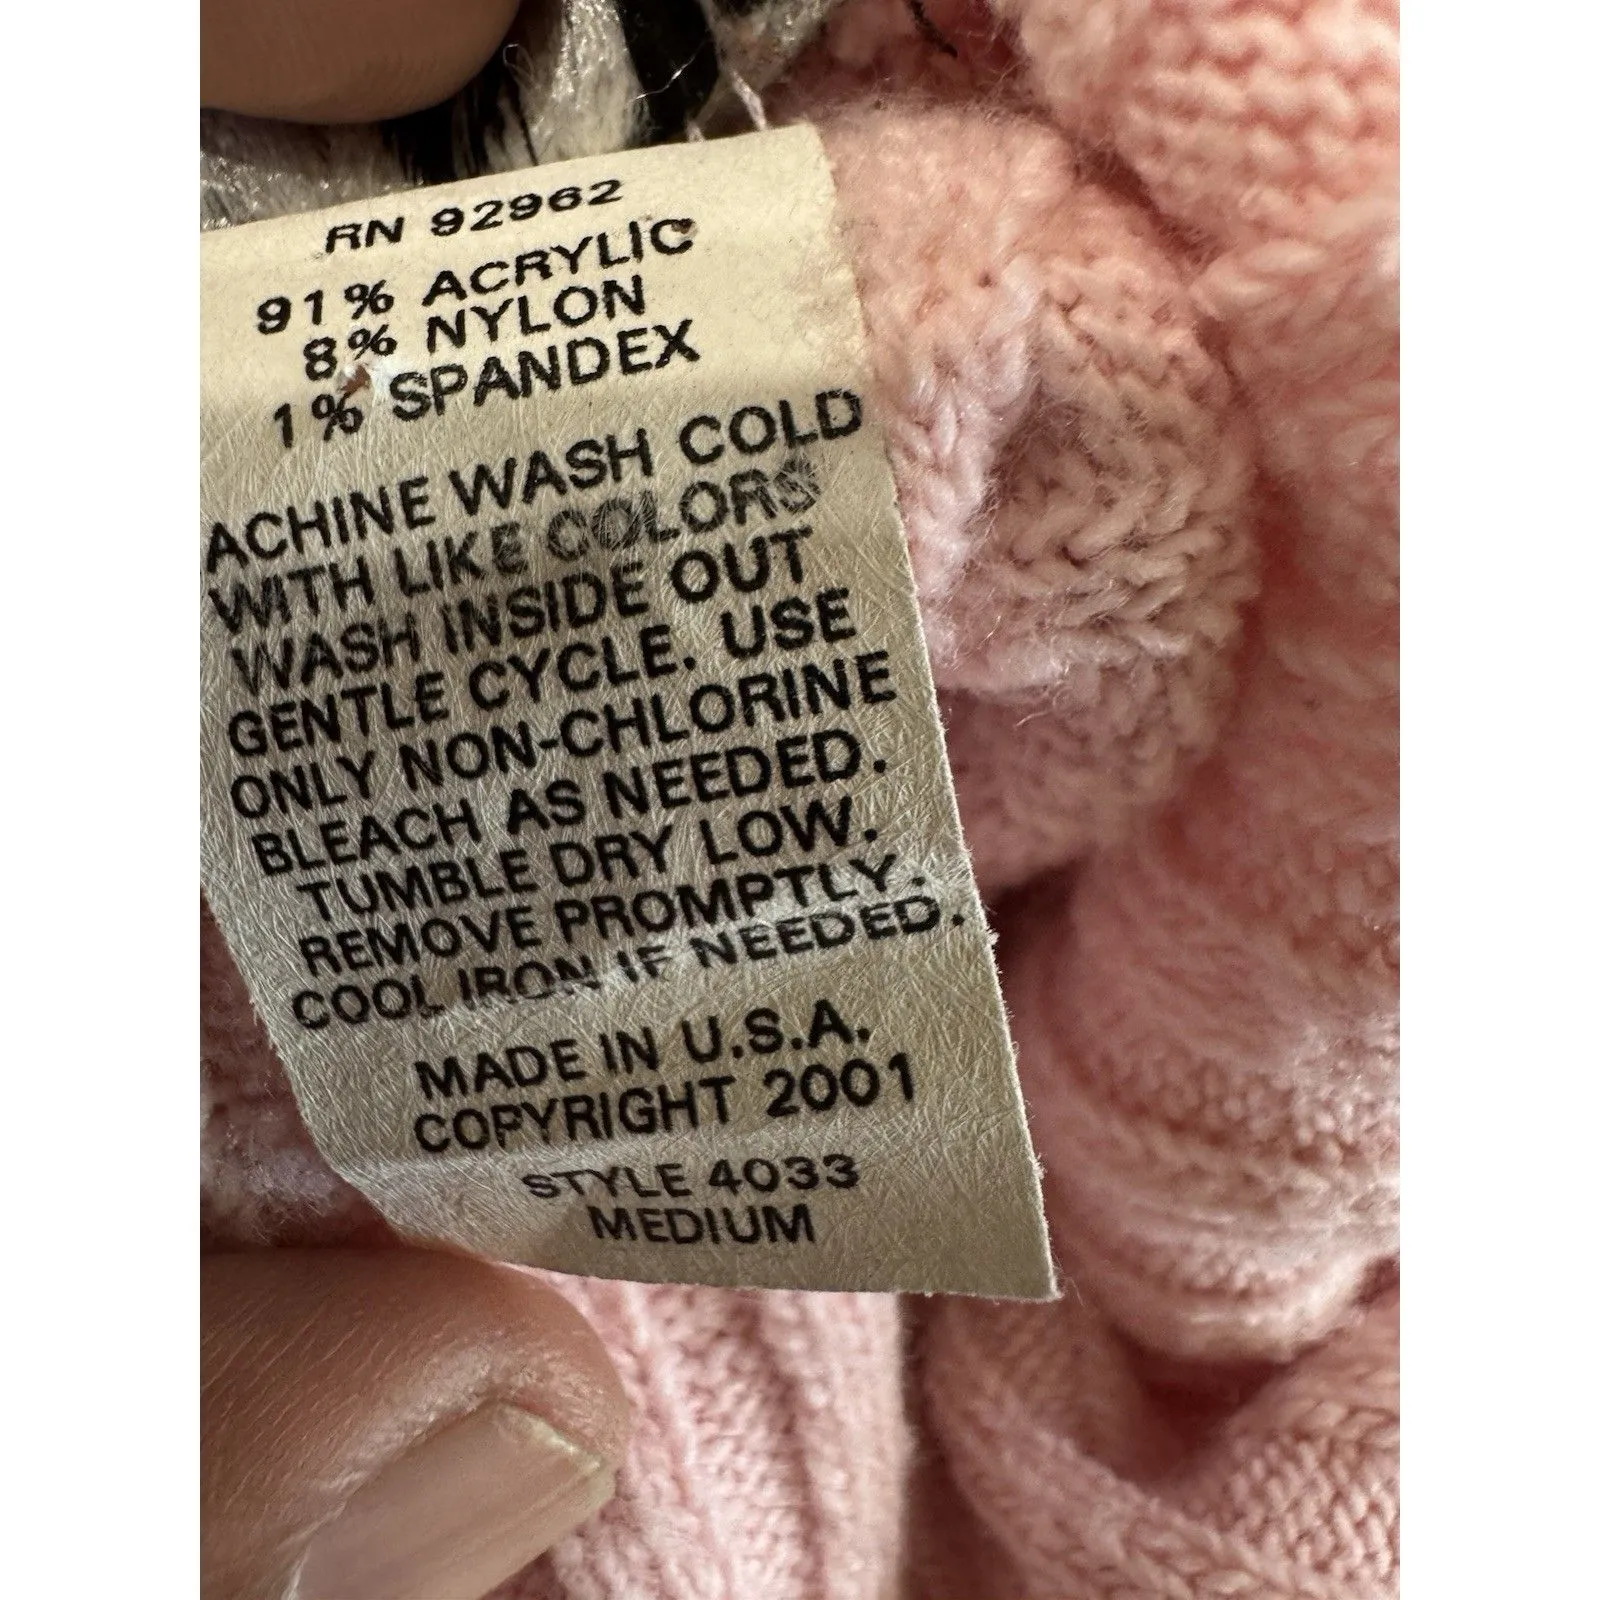 RN 92962
91% ACRYLIC
8% NYLON
1% SPANDEX
ACHINE WASH COLD
WITH LIKE COLORS
WASH INSIDE OUT
GENTLE CYCLE. USE
ONLY NON-CHLORINE
BLEACH AS NEEDED.
TUMBLE DRY LOW.
REMOVE PROMPTLY.
COOL IRON IF NEEDED.
MADE IN U.S.A.
COPYRIGHT 2001
STYLE 4033
MEDIUM